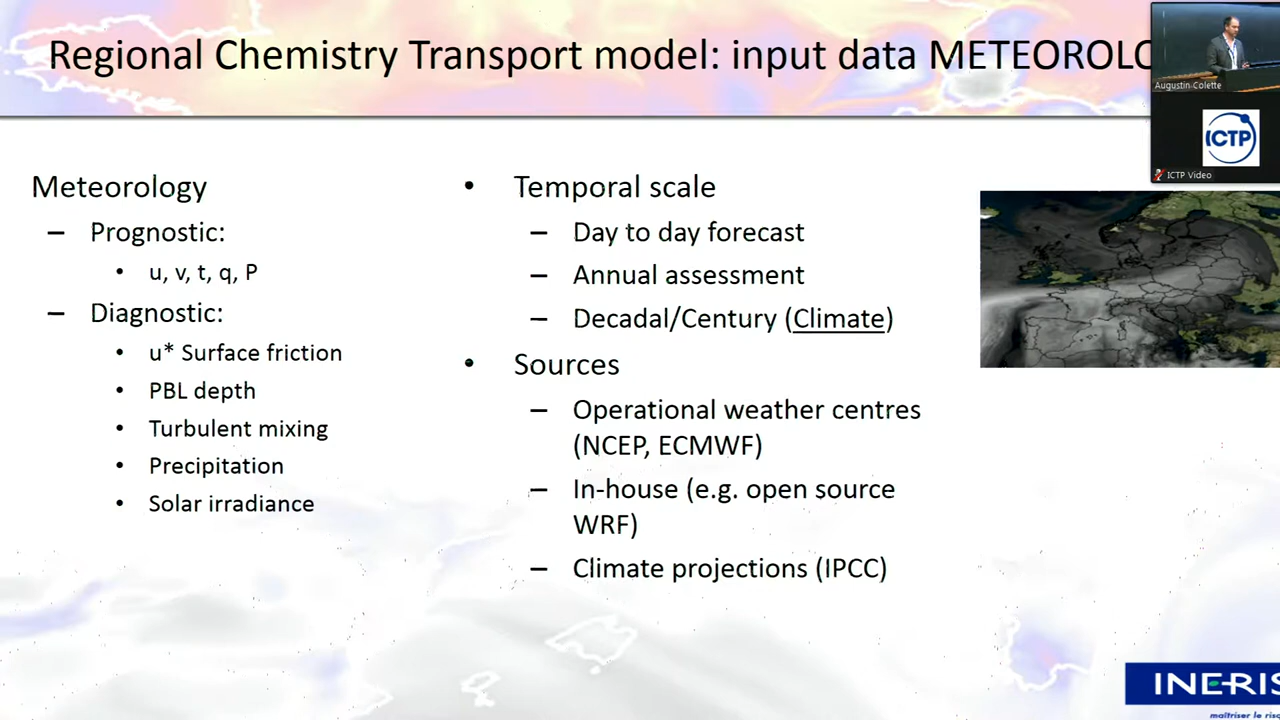 Regional Chemistry Transport model: input data METEOROLO
Augustin Colette
ICTP
ICTP Video
Meteorology
– Prognostic:
• u, v, t, q, P
– Diagnostic:
• u* Surface friction
• PBL depth
• Turbulent mixing
• Precipitation
• Solar irradiance
• Temporal scale
– Day to day forecast
– Annual assessment
– Decadal/Century (Climate)
• Sources
– Operational weather centres
(NCEP, ECMWF)
– In-house (e.g. open source
WRF)
– Climate projections (IPCC)
INERIS
maîtriser le ris